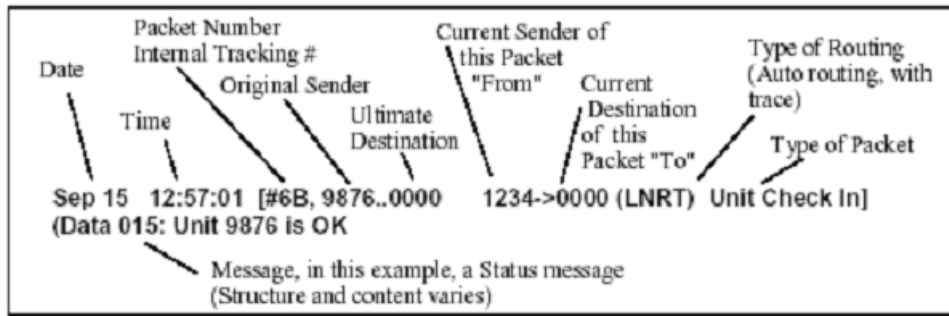 Packet Number
Internal Tracking #
Current Sender of
this Packet
"From"
Type of Routing
(Auto routing, with
trace)
Date
Original Sender
Current
Destination
of this
Packet "To"
Time
Ultimate
Destination
Type of Packet
Sep 15 12:57:01 [#6B, 9876..0000 1234->0000 (LNRT) Unit Check In]
(Data 015: Unit 9876 is OK
Message, in this example, a Status message
(Structure and content varies)